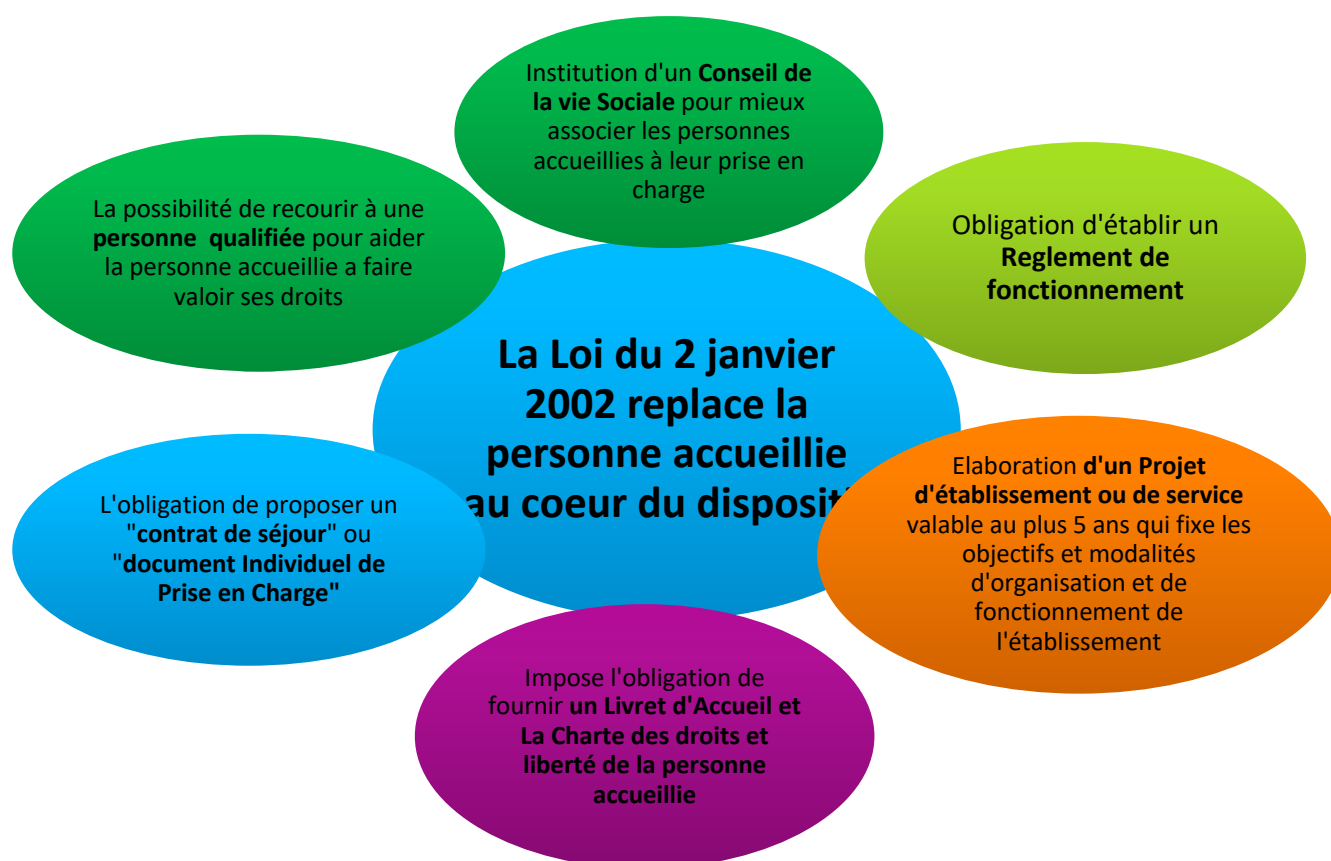 Institution d'un Conseil de
la vie Sociale pour mieux
associer les personnes
accueillies à leur prise en
charge
La possibilité de recourir à une
personne qualifiée pour aider
la personne accueillie a faire
valoir ses droits
Obligation d'établir un
Reglement de
fonctionnement
La Loi du 2 janvier
2002 replace la
personne accueillie
au coeur du dispositi
L'obligation de proposer un
"contrat de séjour" ou
"document Individuel de
Prise en Charge"
Elaboration d'un Projet
d'établissement ou de service
valable au plus 5 ans qui fixe les
objectifs et modalités
d'organisation et de
fonctionnement de
l'établissement
Impose l'obligation de
fournir un Livret d'Accueil et
La Charte des droits et
liberté de la personne
accueillie